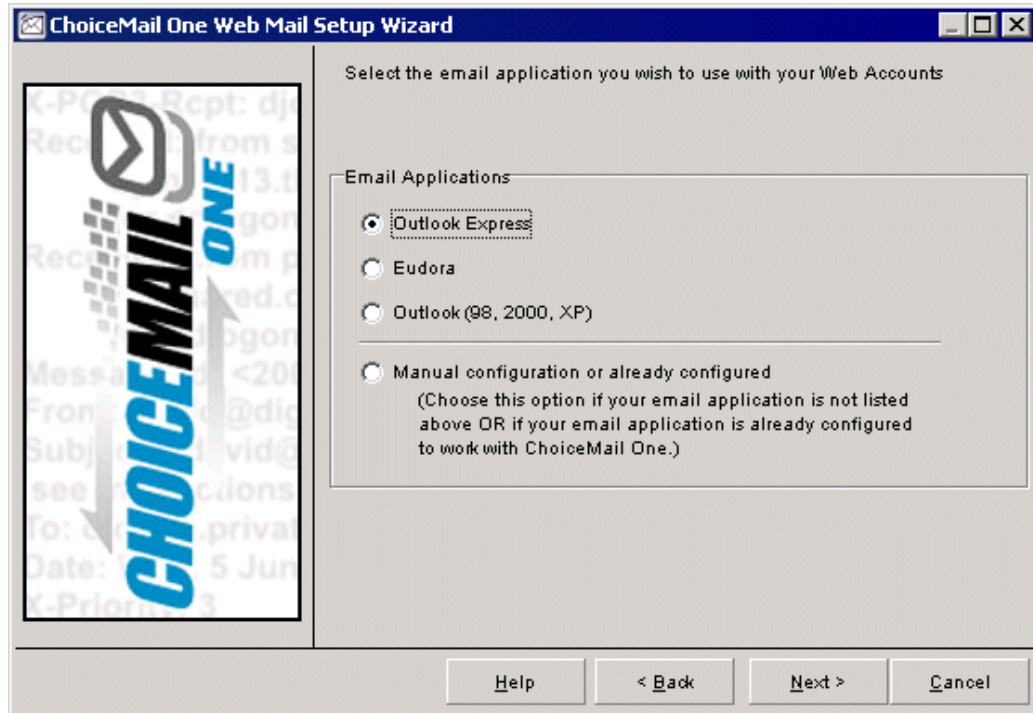 ChoiceMail One Web Mail Setup Wizard
Select the email application you wish to use with your Web Accounts
CHOICEMAIL
ONE
Email Applications
Outlook Express
Eudora
Outlook (98, 2000, XP)
Manual configuration or already configured
(Choose this option if your email application is not listed
above OR if your email application is already configured
to work with ChoiceMail One.)
Help
< Back
Next >
Cancel